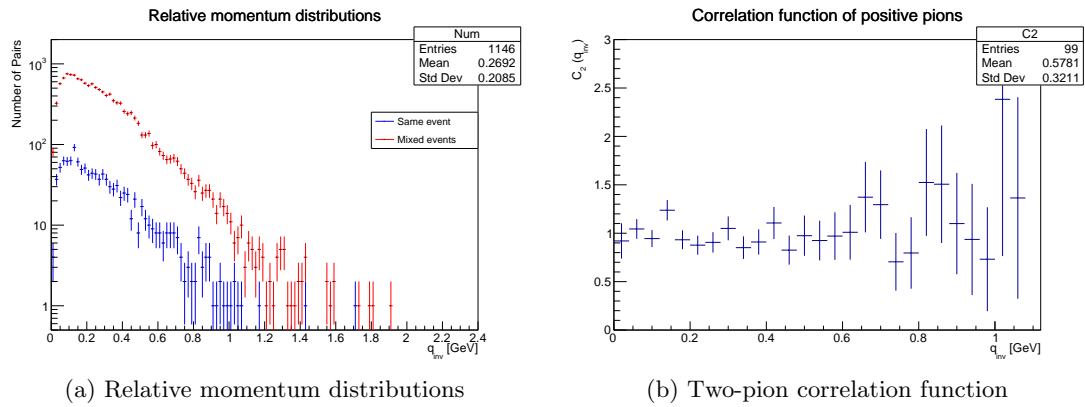 Relative momentum distributions
Number of Pairs
10³
10²
10
1
Num
Entries 1146
Mean 0.2692
Std Dev 0.2085
Same event
Mixed events
0 0.2 0.4 0.6 0.8 1 1.2 1.4 1.6 1.8 2 2.2 2.4
q_inv [GeV]
(a) Relative momentum distributions
Correlation function of positive pions
C₂ (q_inv)
3
2.5
2
1.5
1
0.5
0
C2
Entries 99
Mean 0.5781
Std Dev 0.3211
0 0.2 0.4 0.6 0.8 1
q_inv [GeV]
(b) Two-pion correlation function